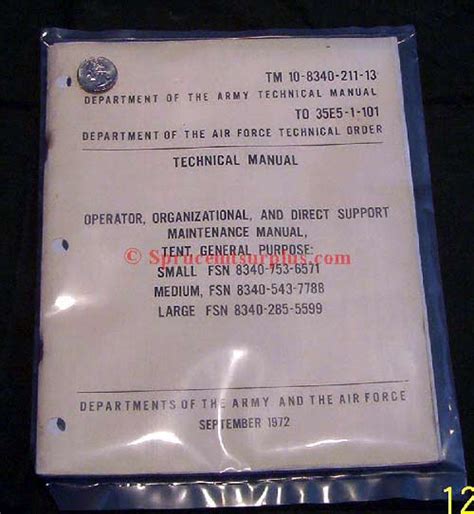 TM 10-8340-211-13
DEPARTMENT OF THE ARMY TECHNICAL MANUAL
TO 35E5-1-101
DEPARTMENT OF THE AIR FORCE TECHNICAL ORDER
TECHNICAL MANUAL
OPERATOR, ORGANIZATIONAL, AND DIRECT SUPPORT
MAINTENANCE MANUAL,
TENT, GENERAL PURPOSE:
© Sprucemtsurplus.com
SMALL FSN 8340-753-6571
MEDIUM, FSN 8340-543-7788
LARGE FSN 8340-285-5599
DEPARTMENTS OF THE ARMY AND THE AIR FORCE
SEPTEMBER 1972
12